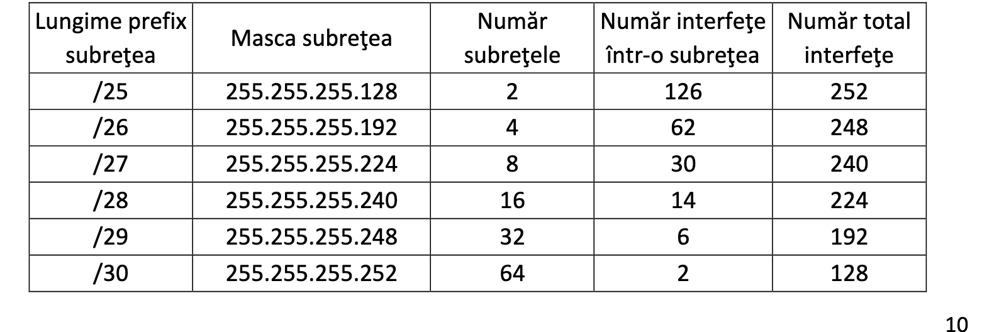 Lungime prefix subreţea | Masca subreţea | Număr subreţele | Număr interfeţe într-o subreţea | Număr total interfeţe
/25 | 255.255.255.128 | 2 | 126 | 252
/26 | 255.255.255.192 | 4 | 62 | 248
/27 | 255.255.255.224 | 8 | 30 | 240
/28 | 255.255.255.240 | 16 | 14 | 224
/29 | 255.255.255.248 | 32 | 6 | 192
/30 | 255.255.255.252 | 64 | 2 | 128
10